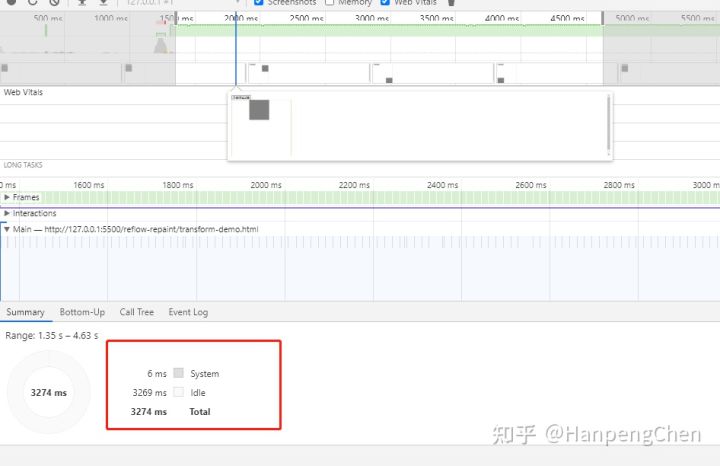 127.0.0.1 #1 Screenshots Memory Web Vitals
500 ms 1000 ms 1500 ms 2000 ms 2500 ms 3000 ms 3500 ms 4000 ms 4500 ms 5000 ms 5500 ms
Web Vitals
LONG TASKS
0 ms 1600 ms 1800 ms 2000 ms 2200 ms 2400 ms 2600 ms 2800 ms 3000 ms
Frames
Interactions
Main — http://127.0.0.1:5500/reflow-repaint/transform-demo.html
Summary Bottom-Up Call Tree Event Log
Range: 1.35 s – 4.63 s
3274 ms
6 ms System
3269 ms Idle
3274 ms Total
知乎 @HanpengChen